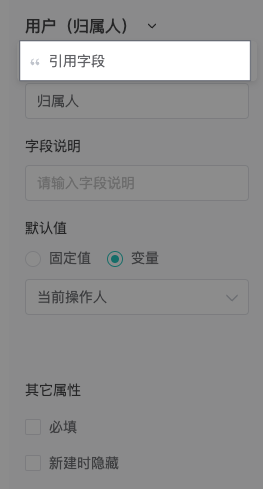 用户（归属人）
引用字段
归属人
字段说明
请输入字段说明
默认值
固定值 变量
当前操作人
其它属性
必填
新建时隐藏